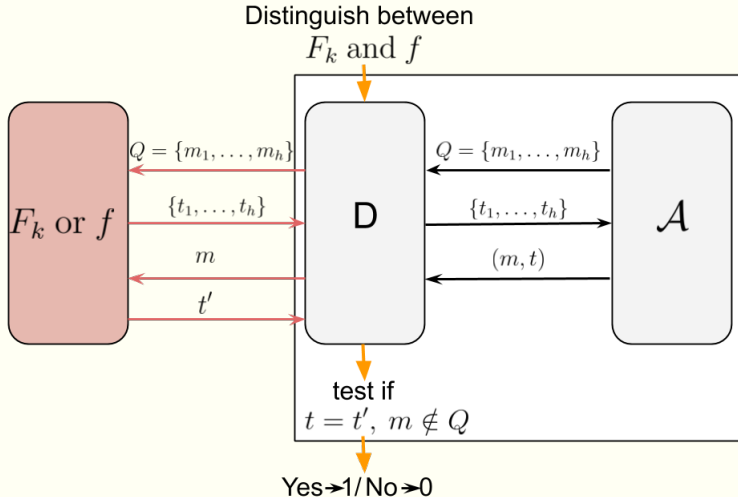 Distinguish between
F_k and f
Q = {m_1, ..., m_h}
Q = {m_1, ..., m_h}
{t_1, ..., t_h}
{t_1, ..., t_h}
F_k or f
D
𝒜
m
(m, t)
t′
test if
t = t′, m ∉ Q
Yes→1/No→0